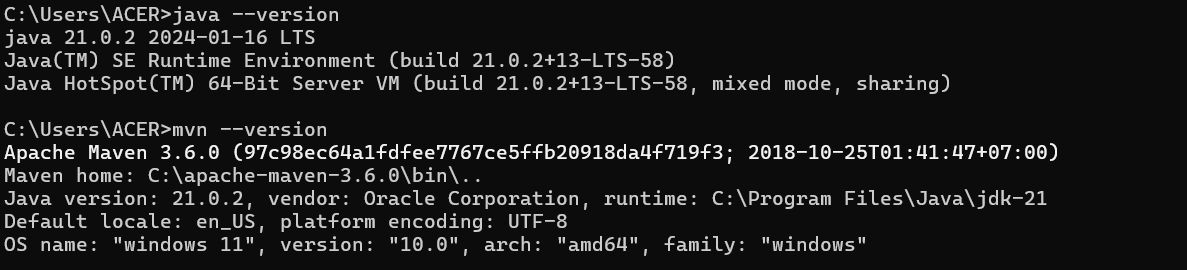 C:\Users\ACER>java --version
java 21.0.2 2024-01-16 LTS
Java(TM) SE Runtime Environment (build 21.0.2+13-LTS-58)
Java HotSpot(TM) 64-Bit Server VM (build 21.0.2+13-LTS-58, mixed mode, sharing)
C:\Users\ACER>mvn --version
Apache Maven 3.6.0 (97c98ec64a1fdfee7767ce5ffb20918da4f719f3; 2018-10-25T01:41:47+07:00)
Maven home: C:\apache-maven-3.6.0\bin\..
Java version: 21.0.2, vendor: Oracle Corporation, runtime: C:\Program Files\Java\jdk-21
Default locale: en_US, platform encoding: UTF-8
OS name: "windows 11", version: "10.0", arch: "amd64", family: "windows"